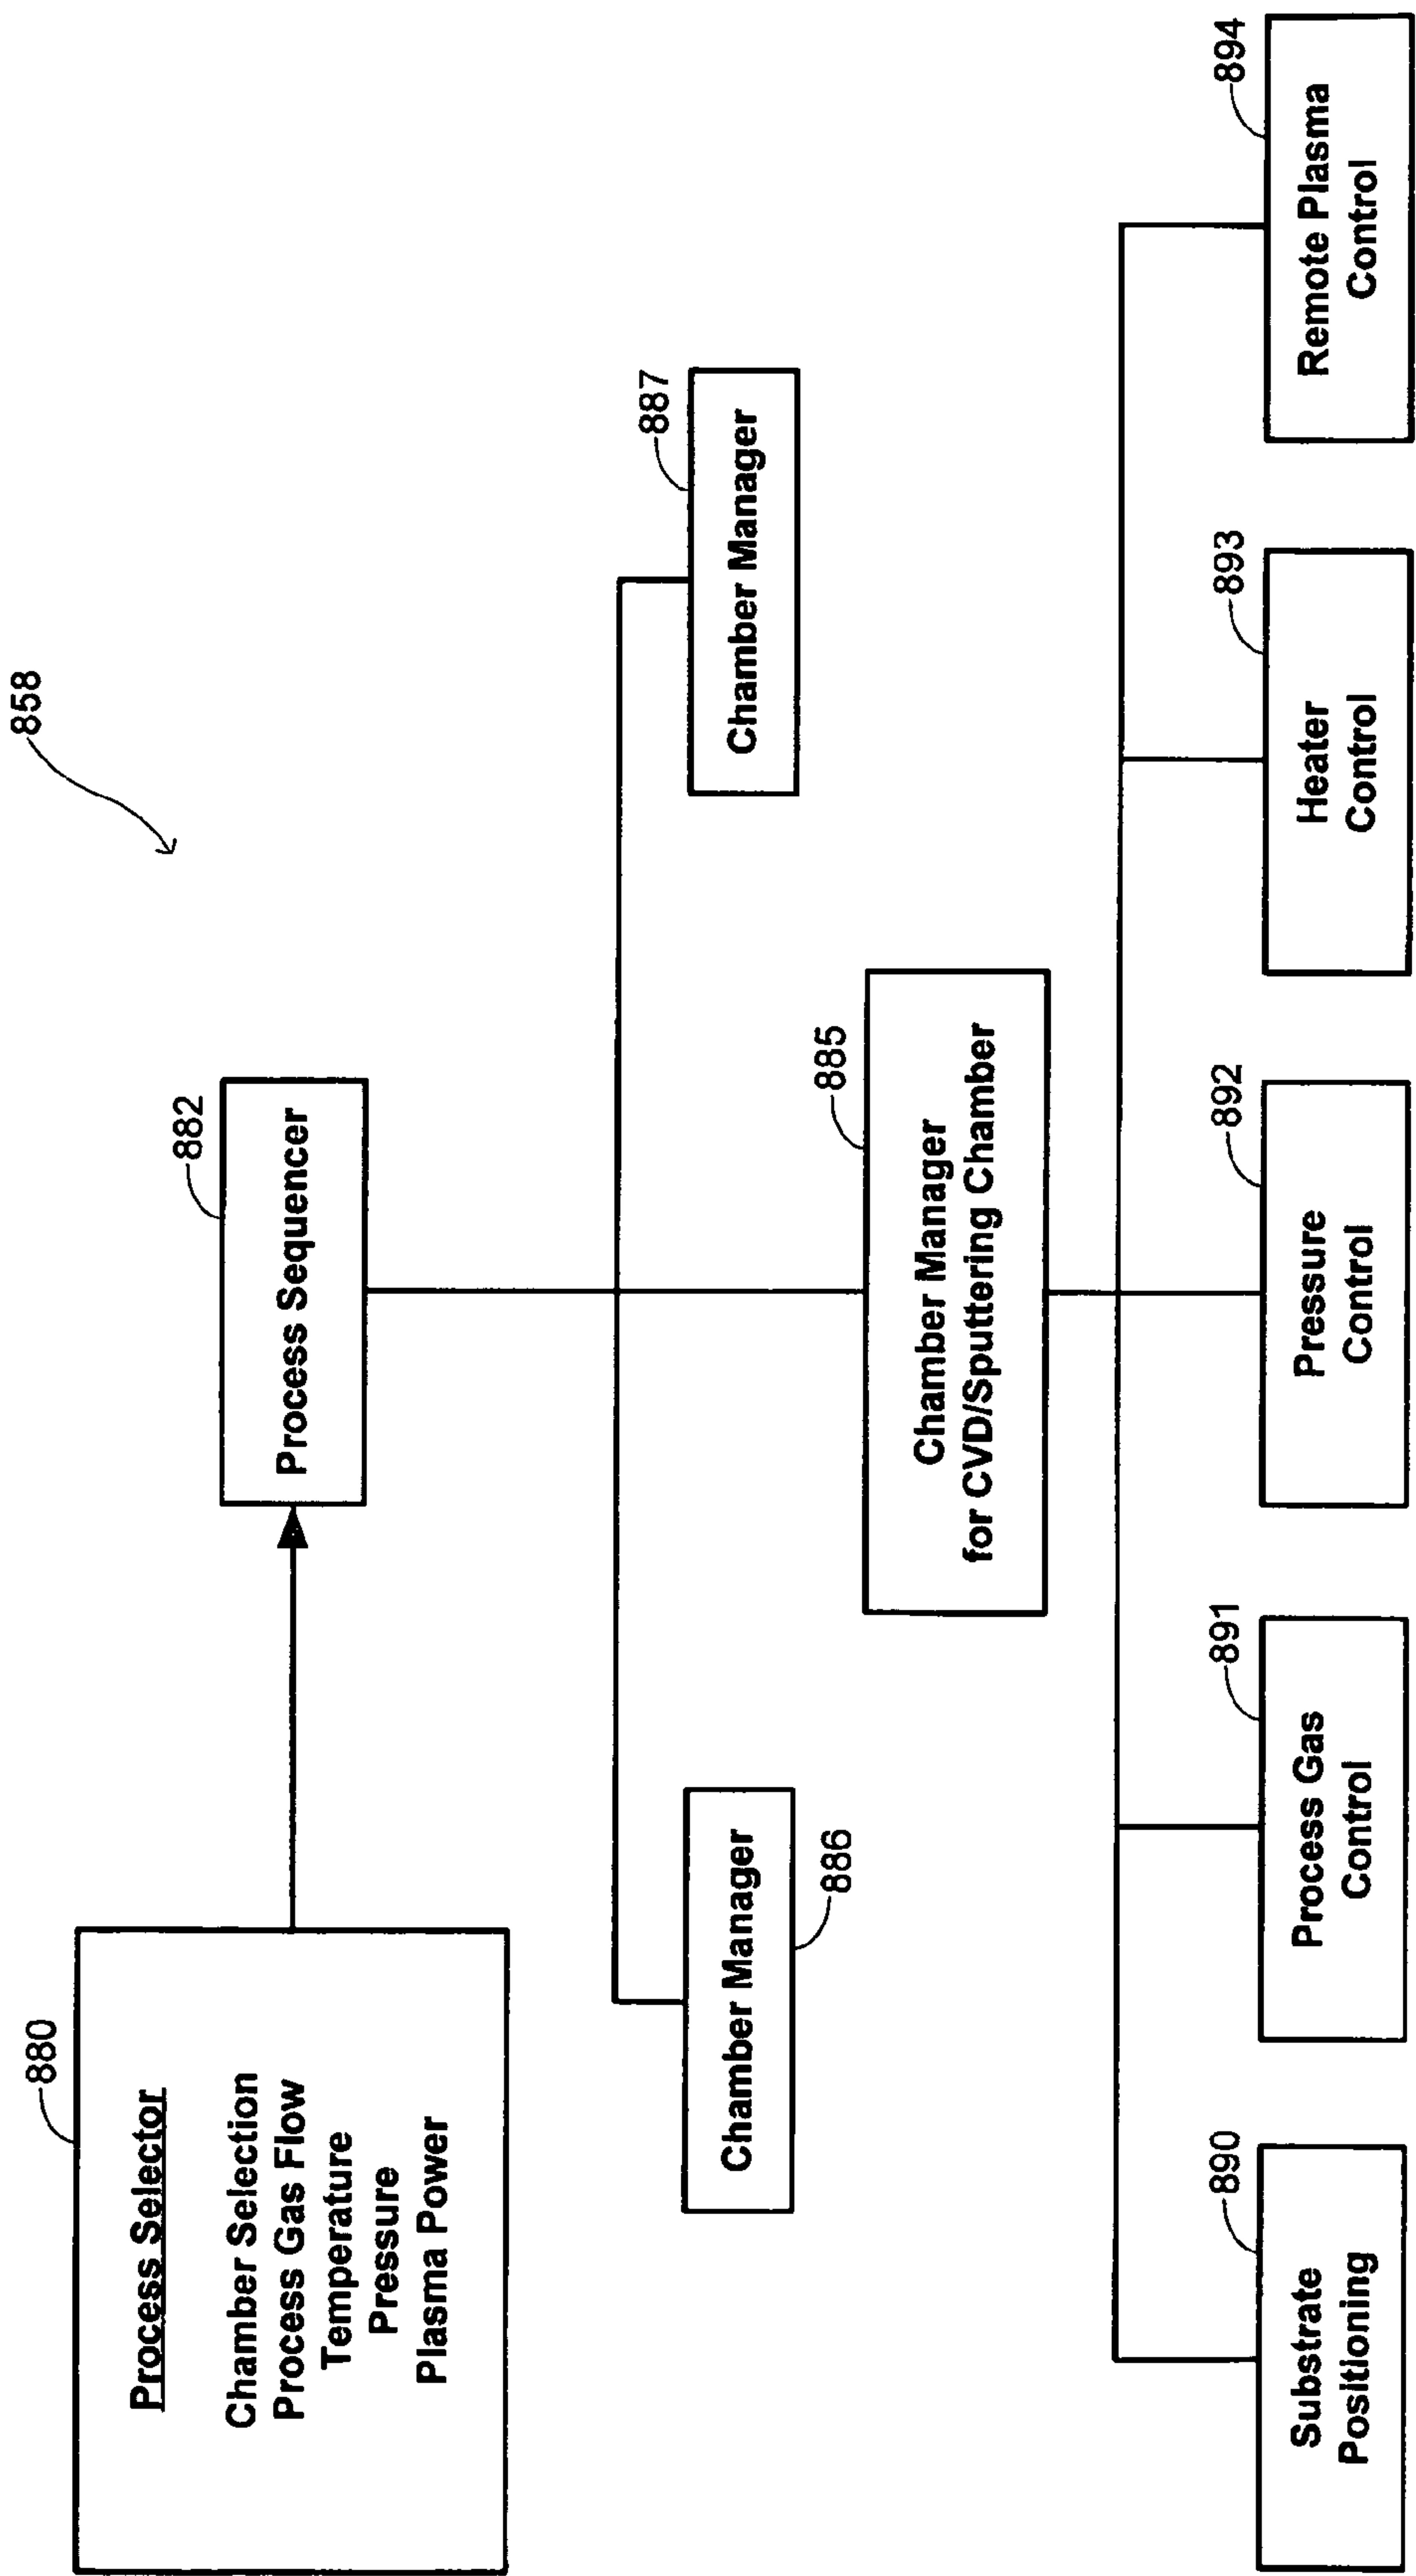 858
880
Process Selector
Chamber Selection
Process Gas Flow
Temperature
Pressure
Plasma Power
882
Process Sequencer
Chamber Manager
886
887
Chamber Manager
885
Chamber Manager
for CVD/Sputtering Chamber
890
Substrate
Positioning
891
Process Gas
Control
892
Pressure
Control
893
Heater
Control
894
Remote Plasma
Control